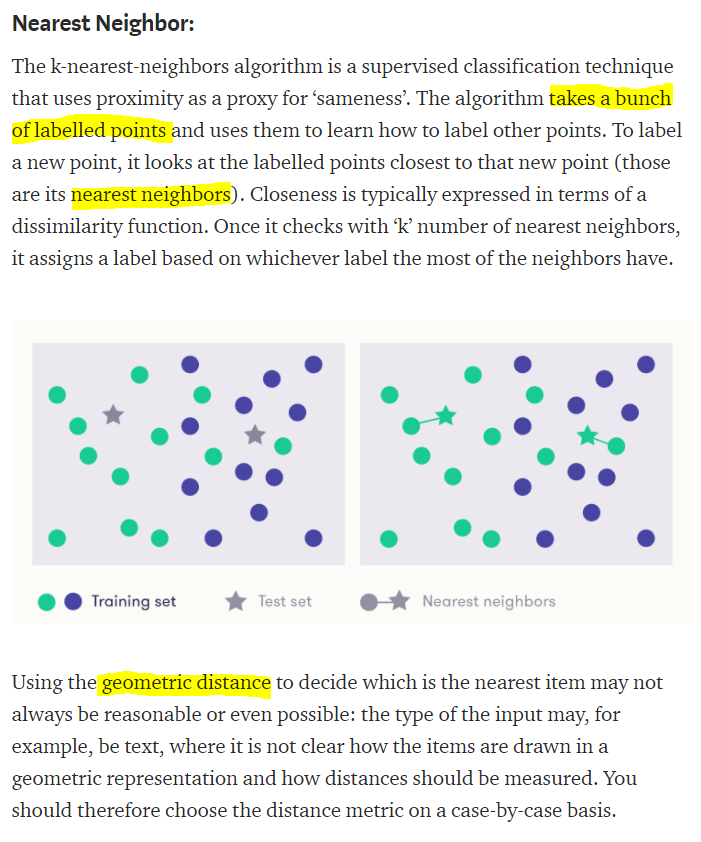 Nearest Neighbor:
The k-nearest-neighbors algorithm is a supervised classification technique
that uses proximity as a proxy for ‘sameness’. The algorithm takes a bunch
of labelled points and uses them to learn how to label other points. To label
a new point, it looks at the labelled points closest to that new point (those
are its nearest neighbors). Closeness is typically expressed in terms of a
dissimilarity function. Once it checks with ‘k’ number of nearest neighbors,
it assigns a label based on whichever label the most of the neighbors have.
Training set
Test set
Nearest neighbors
Using the geometric distance to decide which is the nearest item may not
always be reasonable or even possible: the type of the input may, for
example, be text, where it is not clear how the items are drawn in a
geometric representation and how distances should be measured. You
should therefore choose the distance metric on a case-by-case basis.